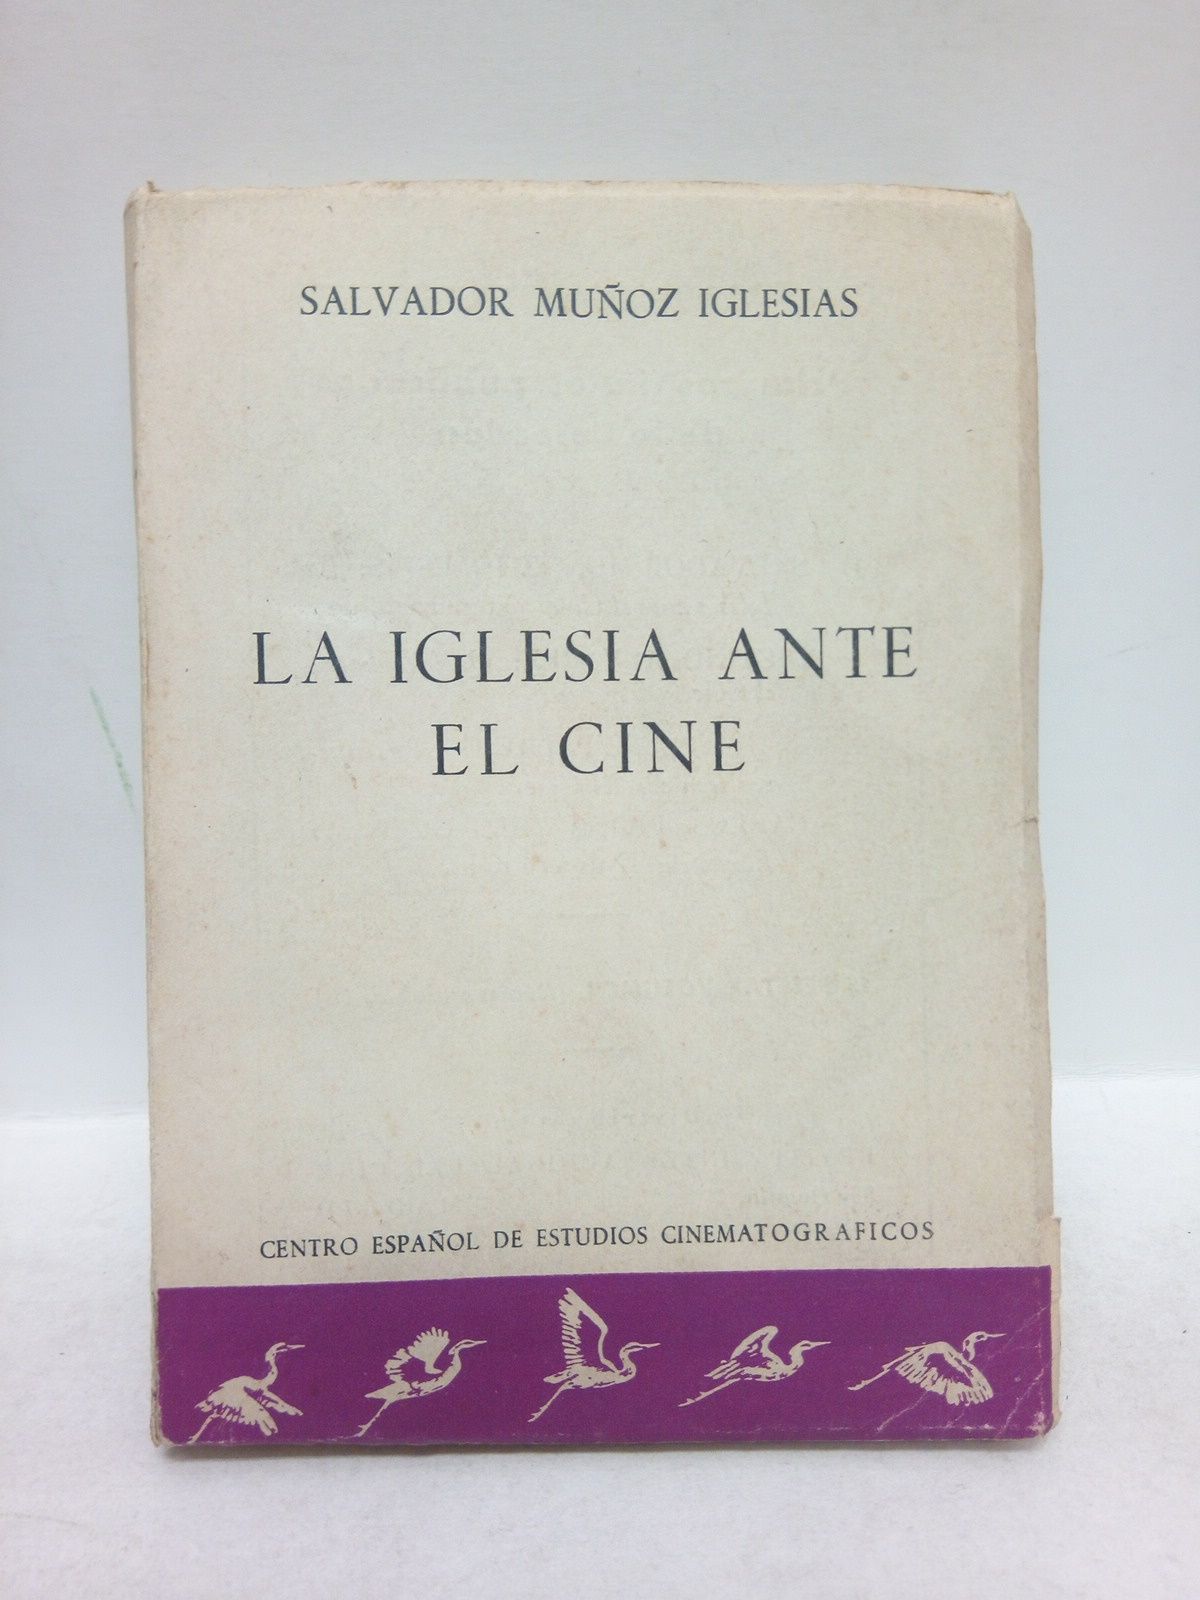 SALVADOR MUÑOZ IGLESIAS
LA IGLESIA ANTE
EL CINE
CENTRO ESPAÑOL DE ESTUDIOS CINEMATOGRAFICOS